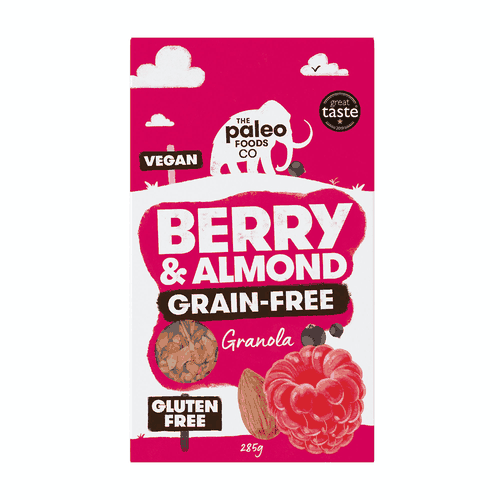 great
taste
THE
paleo
FOODS
CO
VEGAN
BERRY
& ALMOND
GRAIN-FREE
Granola
GLUTEN
FREE
285g